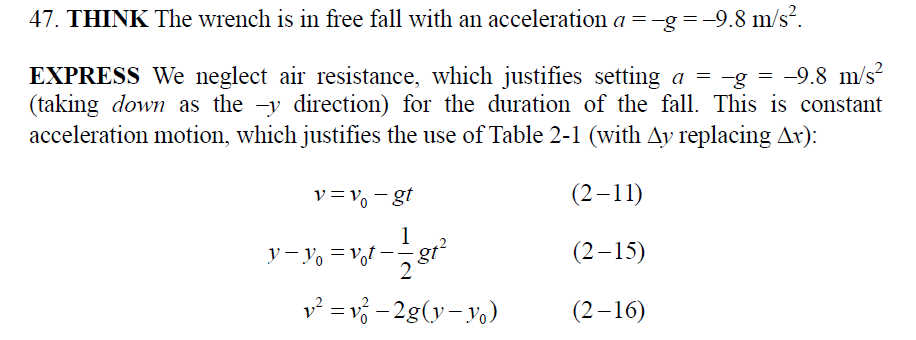 47. THINK The wrench is in free fall with an acceleration a = –g = –9.8 m/s².
EXPRESS We neglect air resistance, which justifies setting a = –g = –9.8 m/s²
(taking down as the –y direction) for the duration of the fall. This is constant
acceleration motion, which justifies the use of Table 2-1 (with Δy replacing Δx):
v = v₀ − gt (2−11)
y − y₀ = v₀t − 1/2 gt² (2−15)
v² = v₀² − 2g(y − y₀) (2−16)